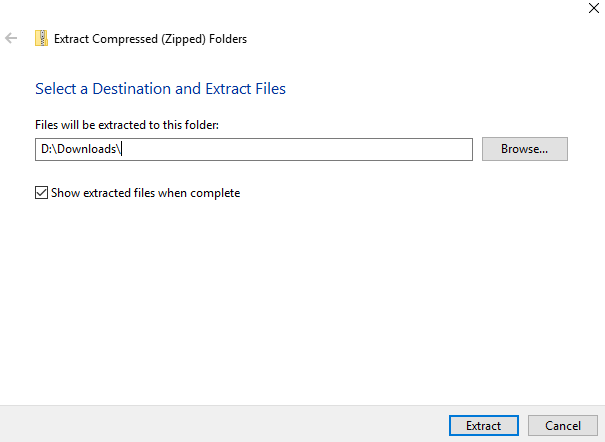 Extract Compressed (Zipped) Folders
Select a Destination and Extract Files
Files will be extracted to this folder:
D:\Downloads\
Browse...
Show extracted files when complete
Extract
Cancel